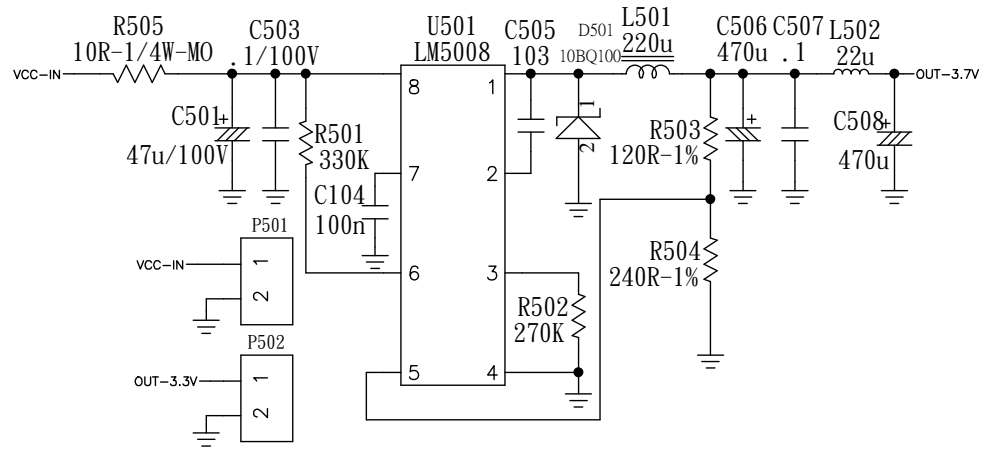 R505
10R-1/4W-MO
C503
.1/100V
U501
LM5008
C505
103
D501
10BQ100
L501
220u
C506
470u
C507
.1
L502
22u
VCC-IN
OUT-3.7V
8
1
C501
+
47u/100V
R501
330K
1
2
R503
120R-1%
+
C508
+
470u
7
2
C104
100n
P501
VCC-IN
1
2
6
3
R502
270K
R504
240R-1%
P502
OUT-3.3V
1
2
5
4